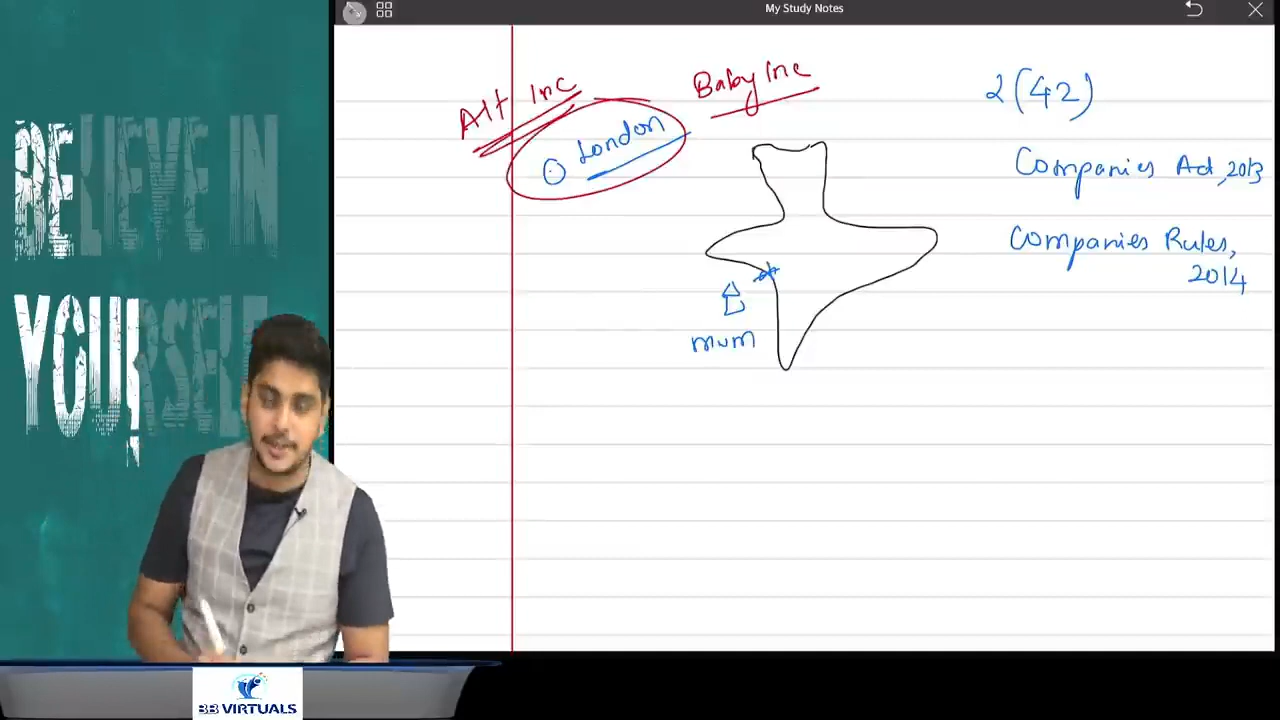 My Study Notes
BELIEVE IN
YOURSELF
Alt Inc
Baby Inc
London
2(42)
Companies Act, 2013
Companies Rules,
2014
mum
BB VIRTUALS